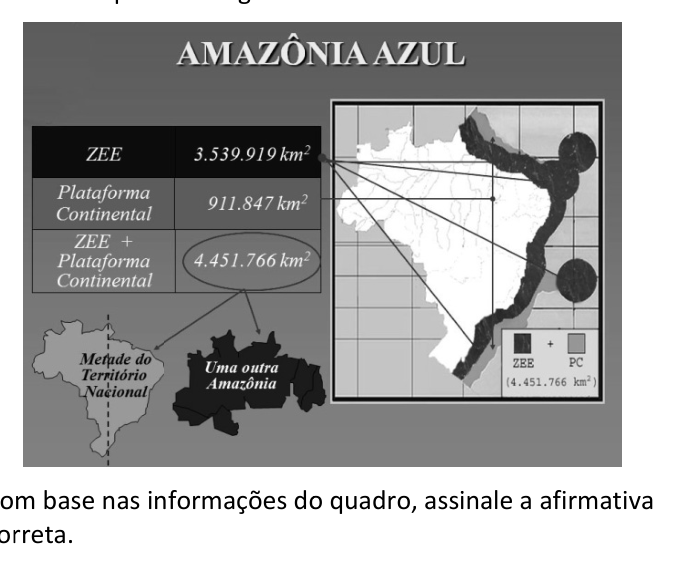 AMAZÔNIA AZUL
ZEE 3.539.919 km²
Plataforma
Continental 911.847 km²
ZEE +
Plataforma
Continental 4.451.766 km²
Metade do
Território
Nacional
Uma outra
Amazônia
+
ZEE PC
(4.451.766 km²)
om base nas informações do quadro, assinale a afirmativa
orreta.